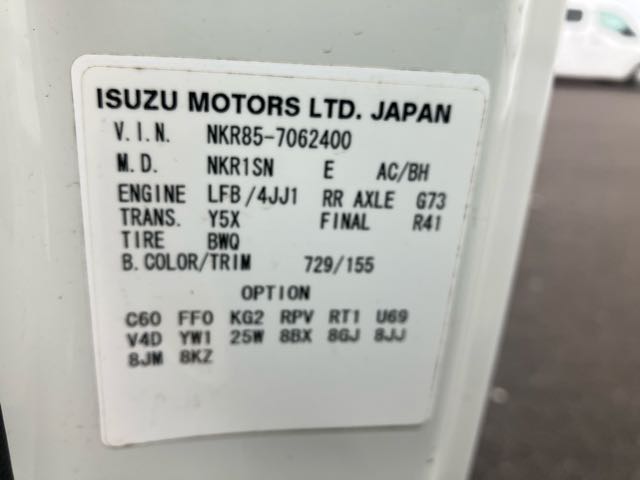 ISUZU MOTORS LTD. JAPAN
V.I.N. NKR85-7062400
M.D. NKR1SN E AC/BH
ENGINE LFB/4JJ1 RR AXLE G73
TRANS. Y5X FINAL R41
TIRE BWQ
B.COLOR/TRIM 729/155
OPTION
C60 FF0 KG2 RPV RT1 U69
V4D YW1 25W 8BX 8GJ 8JJ
8JM 8KZ